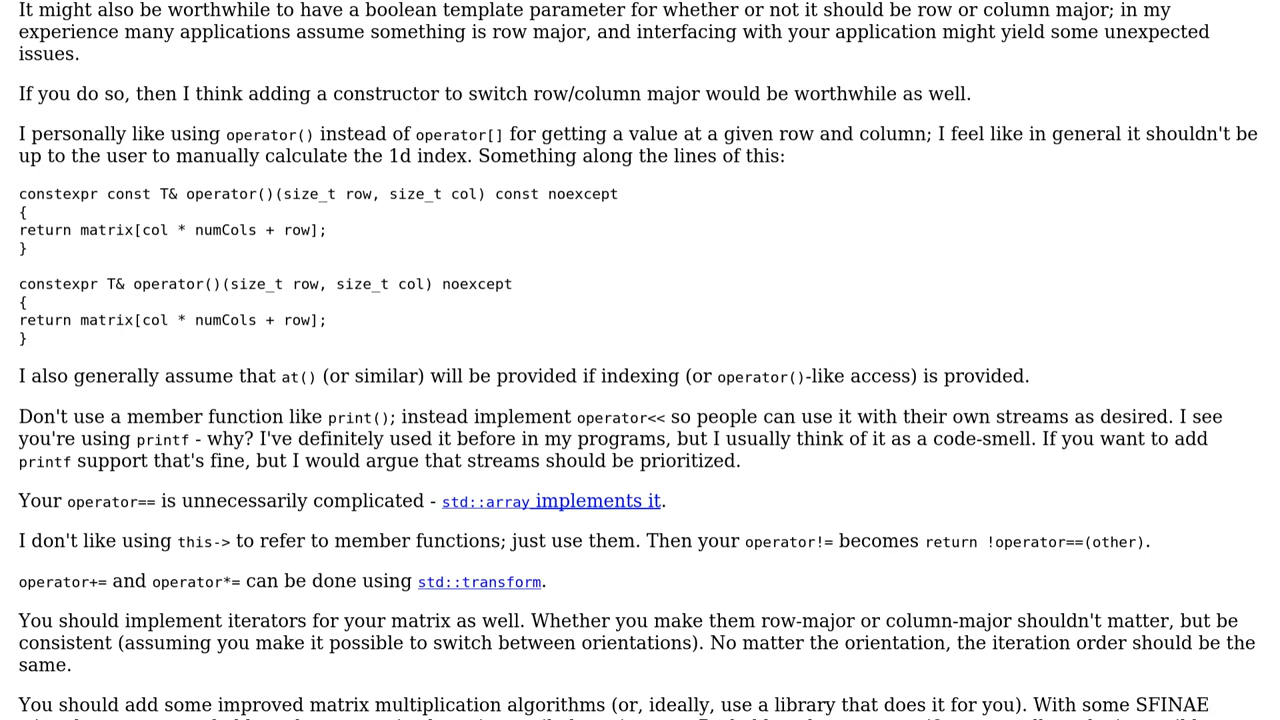 It might also be worthwhile to have a boolean template parameter for whether or not it should be row or column major; in my
experience many applications assume something is row major, and interfacing with your application might yield some unexpected
issues.
If you do so, then I think adding a constructor to switch row/column major would be worthwhile as well.
I personally like using operator() instead of operator[] for getting a value at a given row and column; I feel like in general it shouldn't be
up to the user to manually calculate the 1d index. Something along the lines of this:
constexpr const T& operator()(size_t row, size_t col) const noexcept
{
return matrix[col * numCols + row];
}
constexpr T& operator()(size_t row, size_t col) noexcept
{
return matrix[col * numCols + row];
}
I also generally assume that at() (or similar) will be provided if indexing (or operator()-like access) is provided.
Don't use a member function like print(); instead implement operator<< so people can use it with their own streams as desired. I see
you're using printf - why? I've definitely used it before in my programs, but I usually think of it as a code-smell. If you want to add
printf support that's fine, but I would argue that streams should be prioritized.
Your operator== is unnecessarily complicated - std::array implements it.
I don't like using this-> to refer to member functions; just use them. Then your operator!= becomes return !operator==(other).
operator+= and operator*= can be done using std::transform.
You should implement iterators for your matrix as well. Whether you make them row-major or column-major shouldn't matter, but be
consistent (assuming you make it possible to switch between orientations). No matter the orientation, the iteration order should be the
same.
You should add some improved matrix multiplication algorithms (or, ideally, use a library that does it for you). With some SFINAE